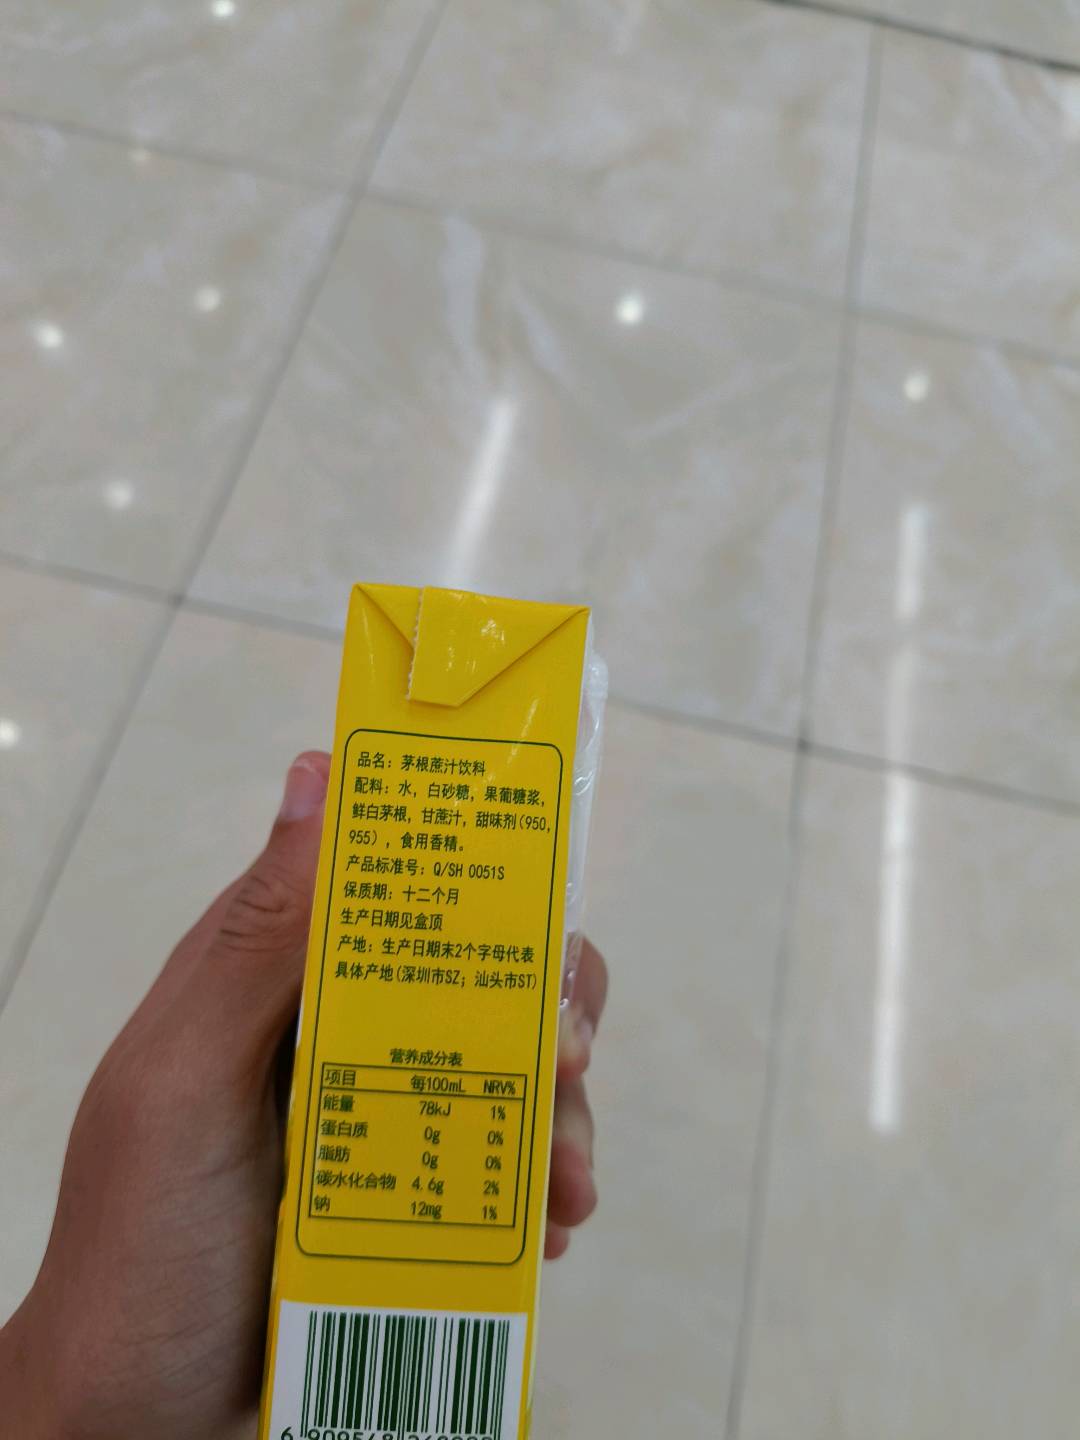 品名：茅根蔗汁饮料
配料：水，白砂糖，果葡糖浆，
鲜白茅根，甘蔗汁，甜味剂(950,
955)，食用香精。
产品标准号：Q/SH 0051S
保质期：十二个月
生产日期见盒顶
产地：生产日期末2个字母代表
具体产地(深圳市SZ；汕头市ST)
营养成分表
项目 每100mL NRV%
能量 78kJ 1%
蛋白质 0g 0%
脂肪 0g 0%
碳水化合物 4.6g 2%
钠 12mg 1%